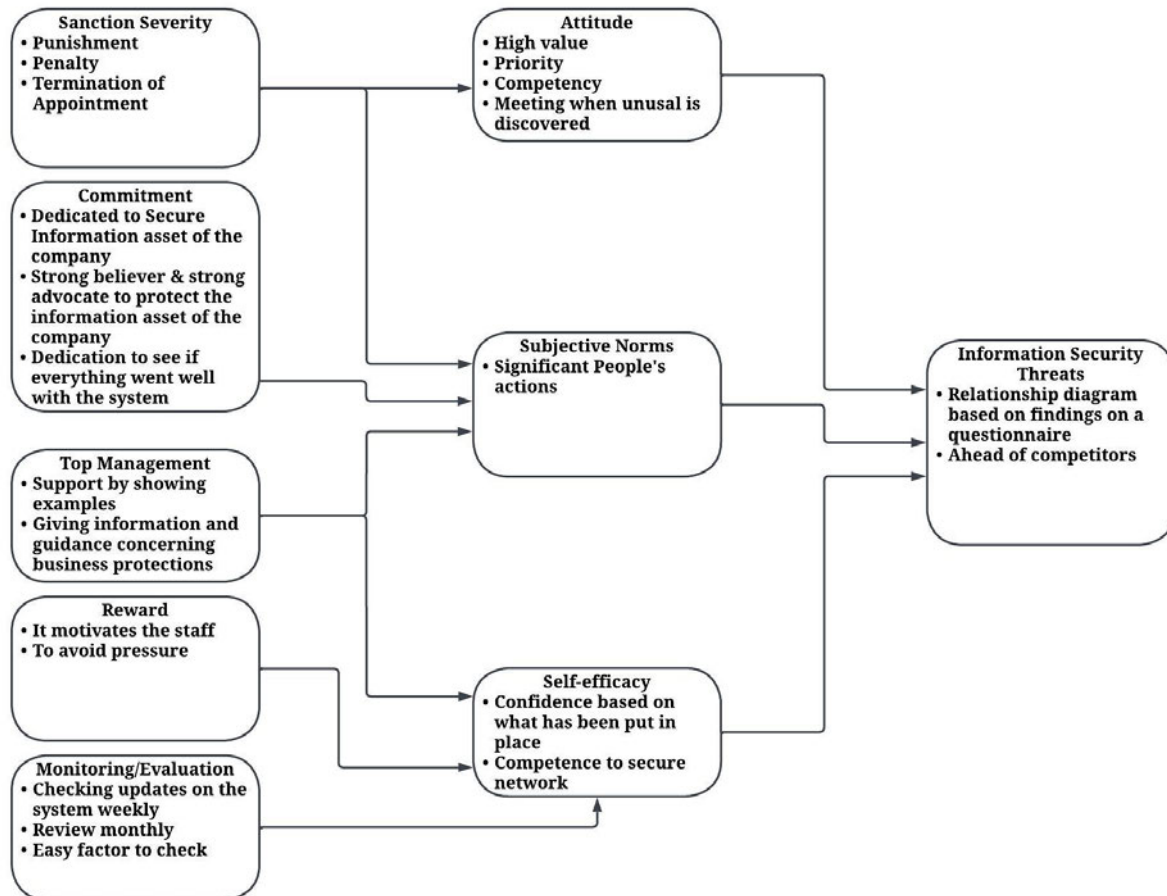 Sanction Severity
• Punishment
• Penalty
• Termination of
Appointment
Attitude
• High value
• Priority
• Competency
• Meeting when unusal is
discovered
Commitment
• Dedicated to Secure
Information asset of the
company
• Strong believer & strong
advocate to protect the
information asset of the
company
• Dedication to see if
everything went well
with the system
Subjective Norms
• Significant People's
actions
Information Security
Threats
• Relationship diagram
based on findings on a
questionnaire
• Ahead of competitors
Top Management
• Support by showing
examples
• Giving information and
guidance concerning
business protections
Reward
• It motivates the staff
• To avoid pressure
Self-efficacy
• Confidence based on
what has been put in
place
• Competence to secure
network
Monitoring/Evaluation
• Checking updates on the
system weekly
• Review monthly
• Easy factor to check